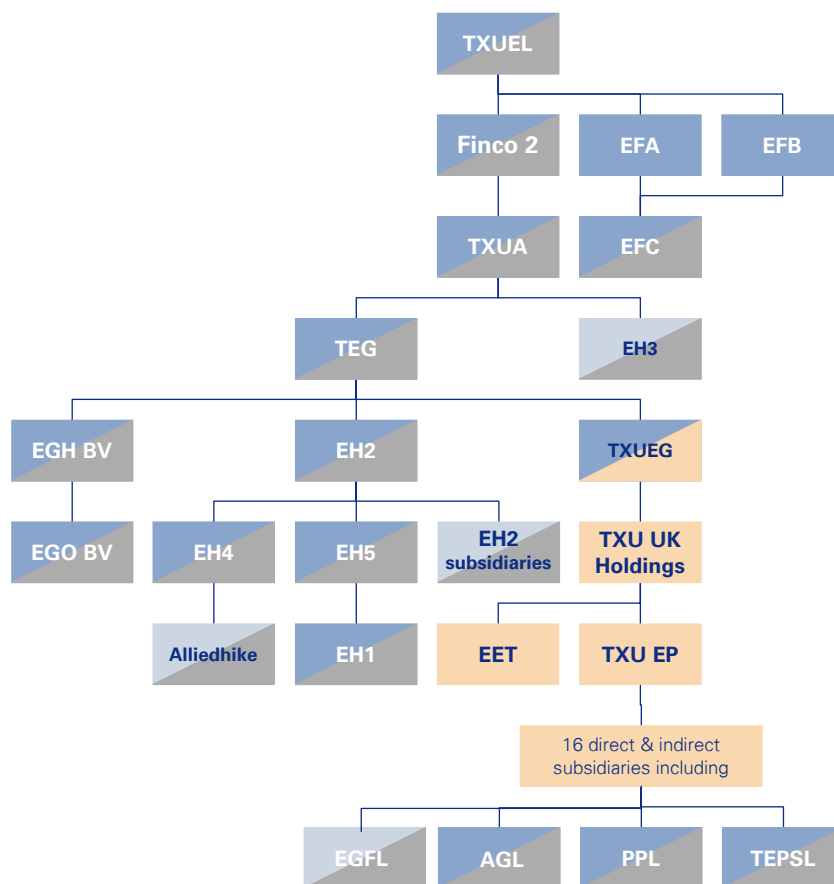 TXUEL
Finco 2
EFA
EFB
TXUA
EFC
TEG
EH3
EGH BV
EH2
TXUEG
EGO BV
EH4
EH5
EH2
subsidiaries
TXU UK
Holdings
Alliedhike
EH1
EET
TXU EP
16 direct & indirect
subsidiaries including
EGFL
AGL
PPL
TEPSL